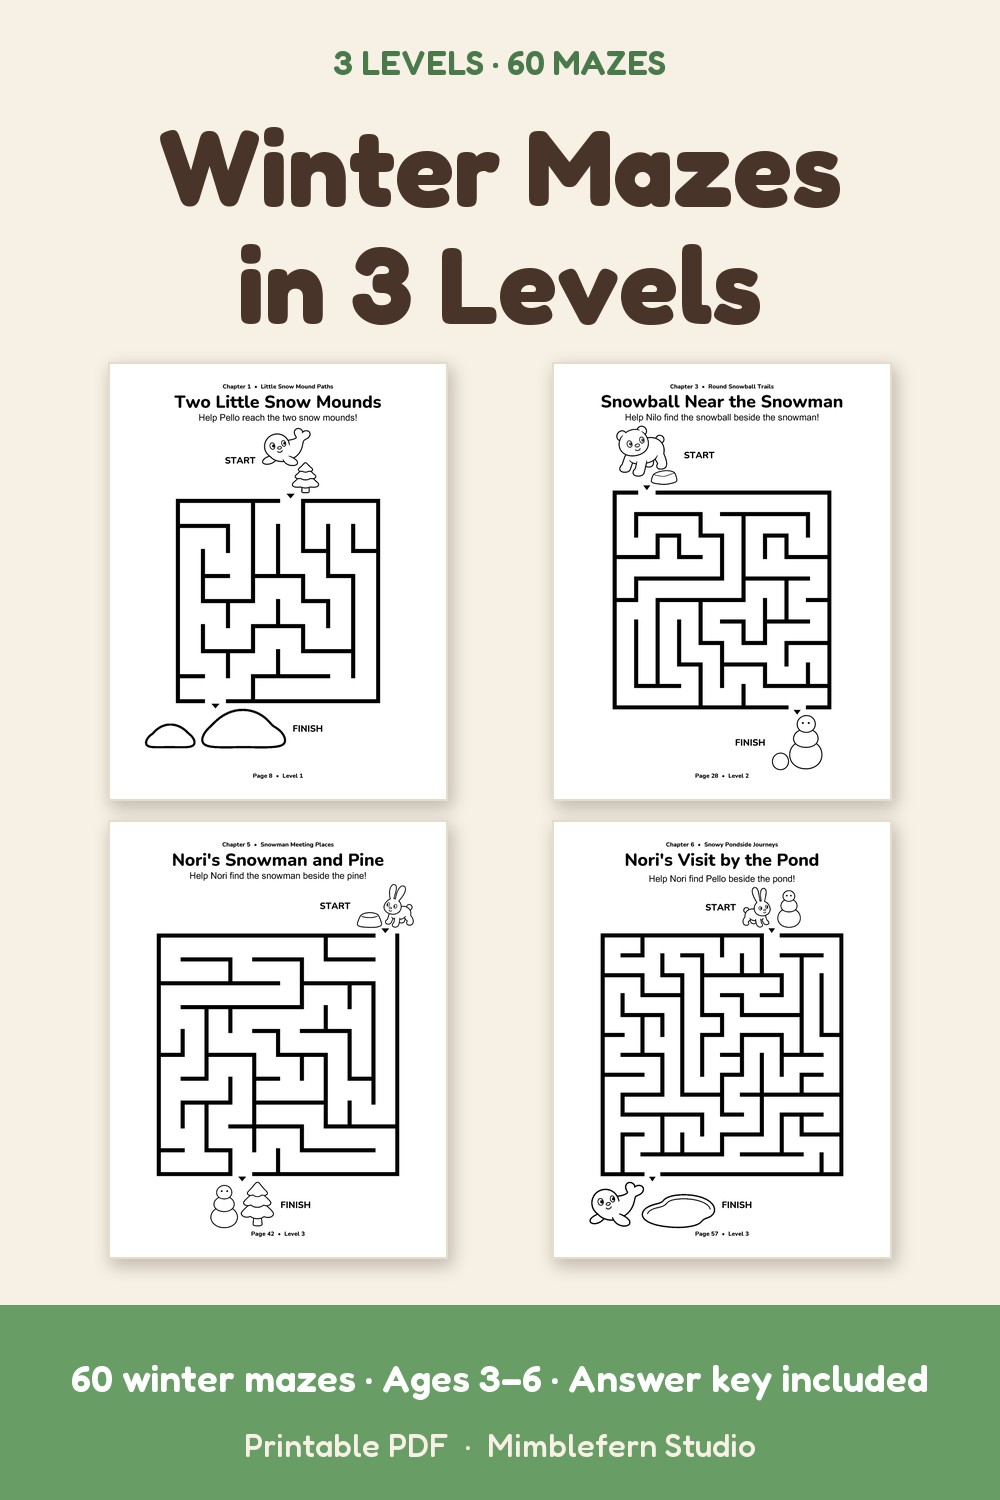 3 LEVELS · 60 MAZES
Winter Mazes
in 3 Levels
Chapter 1 • Little Snow Mound Paths
Two Little Snow Mounds
Help Pello reach the two snow mounds!
START
FINISH
Page 8 • Level 1
Chapter 3 • Round Snowball Trails
Snowball Near the Snowman
Help Nilo find the snowball beside the snowman!
START
FINISH
Page 28 • Level 2
Chapter 5 • Snowman Meeting Places
Nori's Snowman and Pine
Help Nori find the snowman beside the pine!
START
FINISH
Page 42 • Level 3
Chapter 6 • Snowy Pondside Journeys
Nori's Visit by the Pond
Help Nori find Pello beside the pond!
START
FINISH
Page 57 • Level 3
60 winter mazes · Ages 3–6 · Answer key included
Printable PDF · Mimblefern Studio